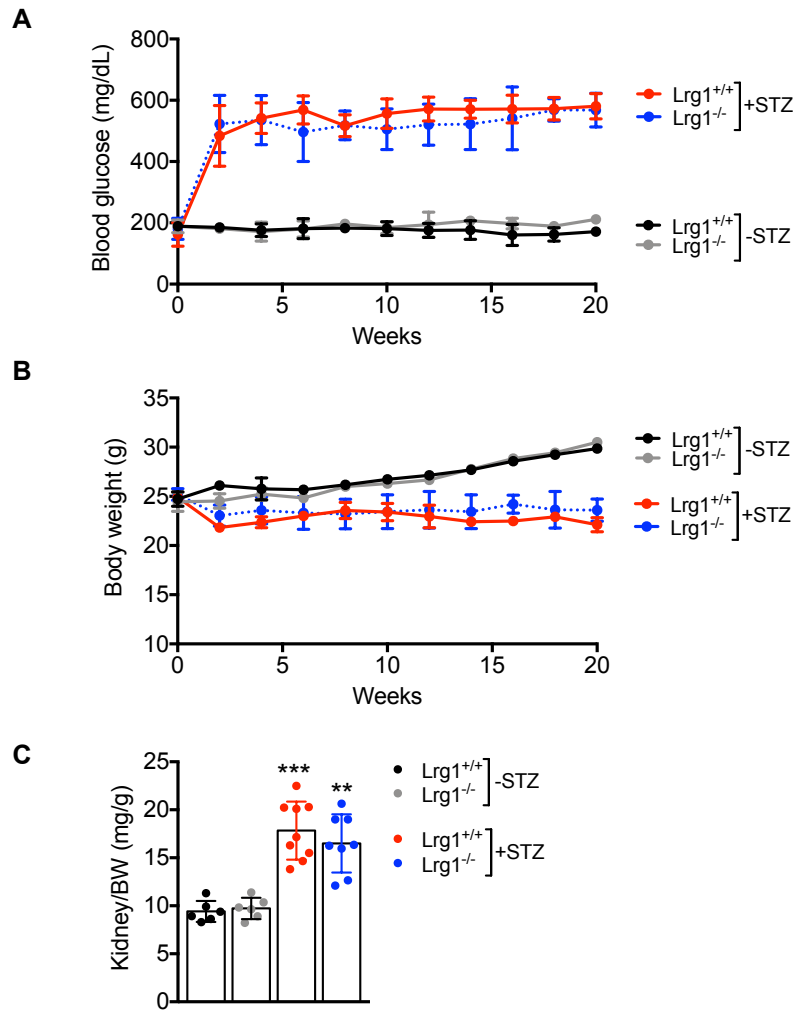 A
Blood glucose (mg/dL)
800
600
400
200
0
0 5 10 15 20
Weeks
Lrg1+/+
Lrg1-/-
+STZ
Lrg1+/+
Lrg1-/-
-STZ
B
Body weight (g)
35
30
25
20
15
10
0 5 10 15 20
Weeks
Lrg1+/+
Lrg1-/-
-STZ
Lrg1+/+
Lrg1-/-
+STZ
C
Kidney/BW (mg/g)
25
20
15
10
5
0
*** **
Lrg1+/+
Lrg1-/-
-STZ
Lrg1+/+
Lrg1-/-
+STZ